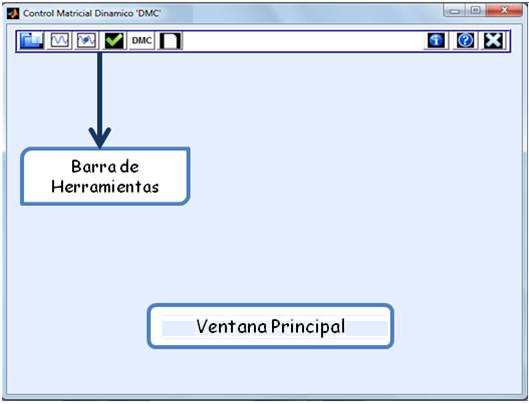 Control Matricial Dinamico 'DMC'
DMC
Barra de
Herramientas
Ventana Principal